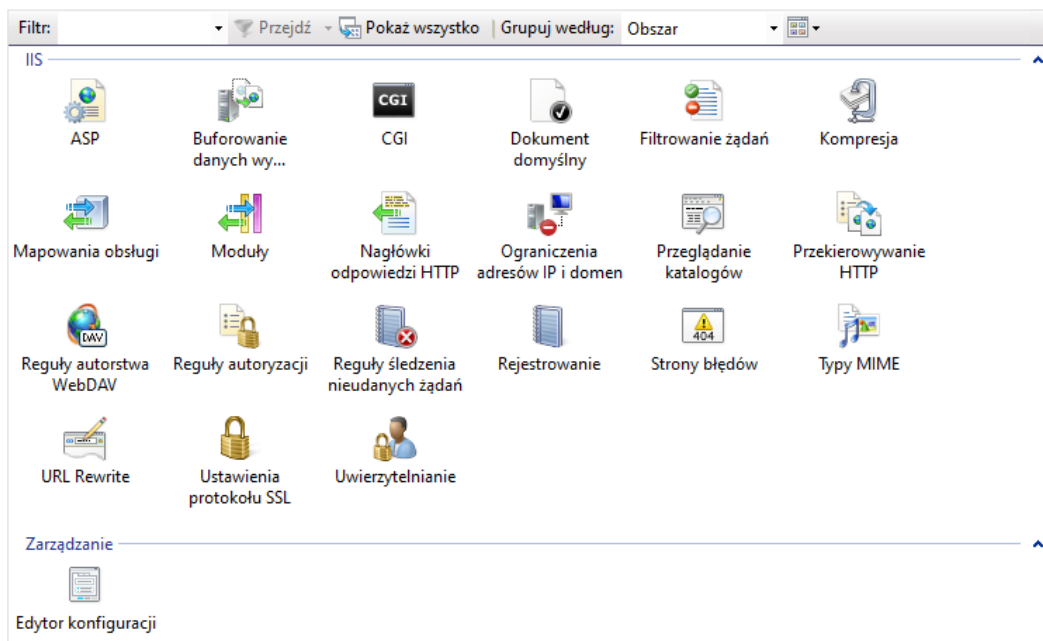 Filtr: Przejdź Pokaż wszystko Grupuj według: Obszar
IIS
CGI
ASP Buforowanie CGI Dokument Filtrowanie żądań Kompresja
danych wy... domyślny
Mapowania obsługi Moduły Nagłówki Ograniczenia Przeglądanie Przekierowywanie
odpowiedzi HTTP adresów IP i domen katalogów HTTP
DAV 404
Reguły autorstwa Reguły autoryzacji Reguły śledzenia Rejestrowanie Strony błędów Typy MIME
WebDAV nieudanych żądań
URL Rewrite Ustawienia Uwierzytelnianie
protokołu SSL
Zarządzanie
Edytor konfiguracji